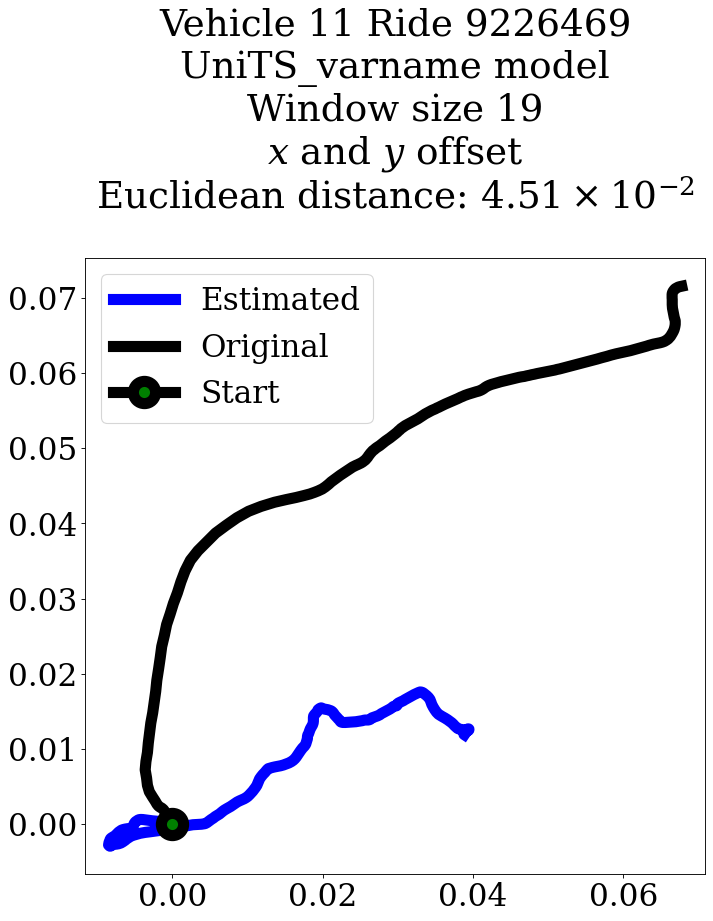 Vehicle 11 Ride 9226469
UniTS_varname model
Window size 19
x and y offset
Euclidean distance: 4.51 × 10⁻²
Estimated
Original
Start
0.07
0.06
0.05
0.04
0.03
0.02
0.01
0.00
0.00 0.02 0.04 0.06